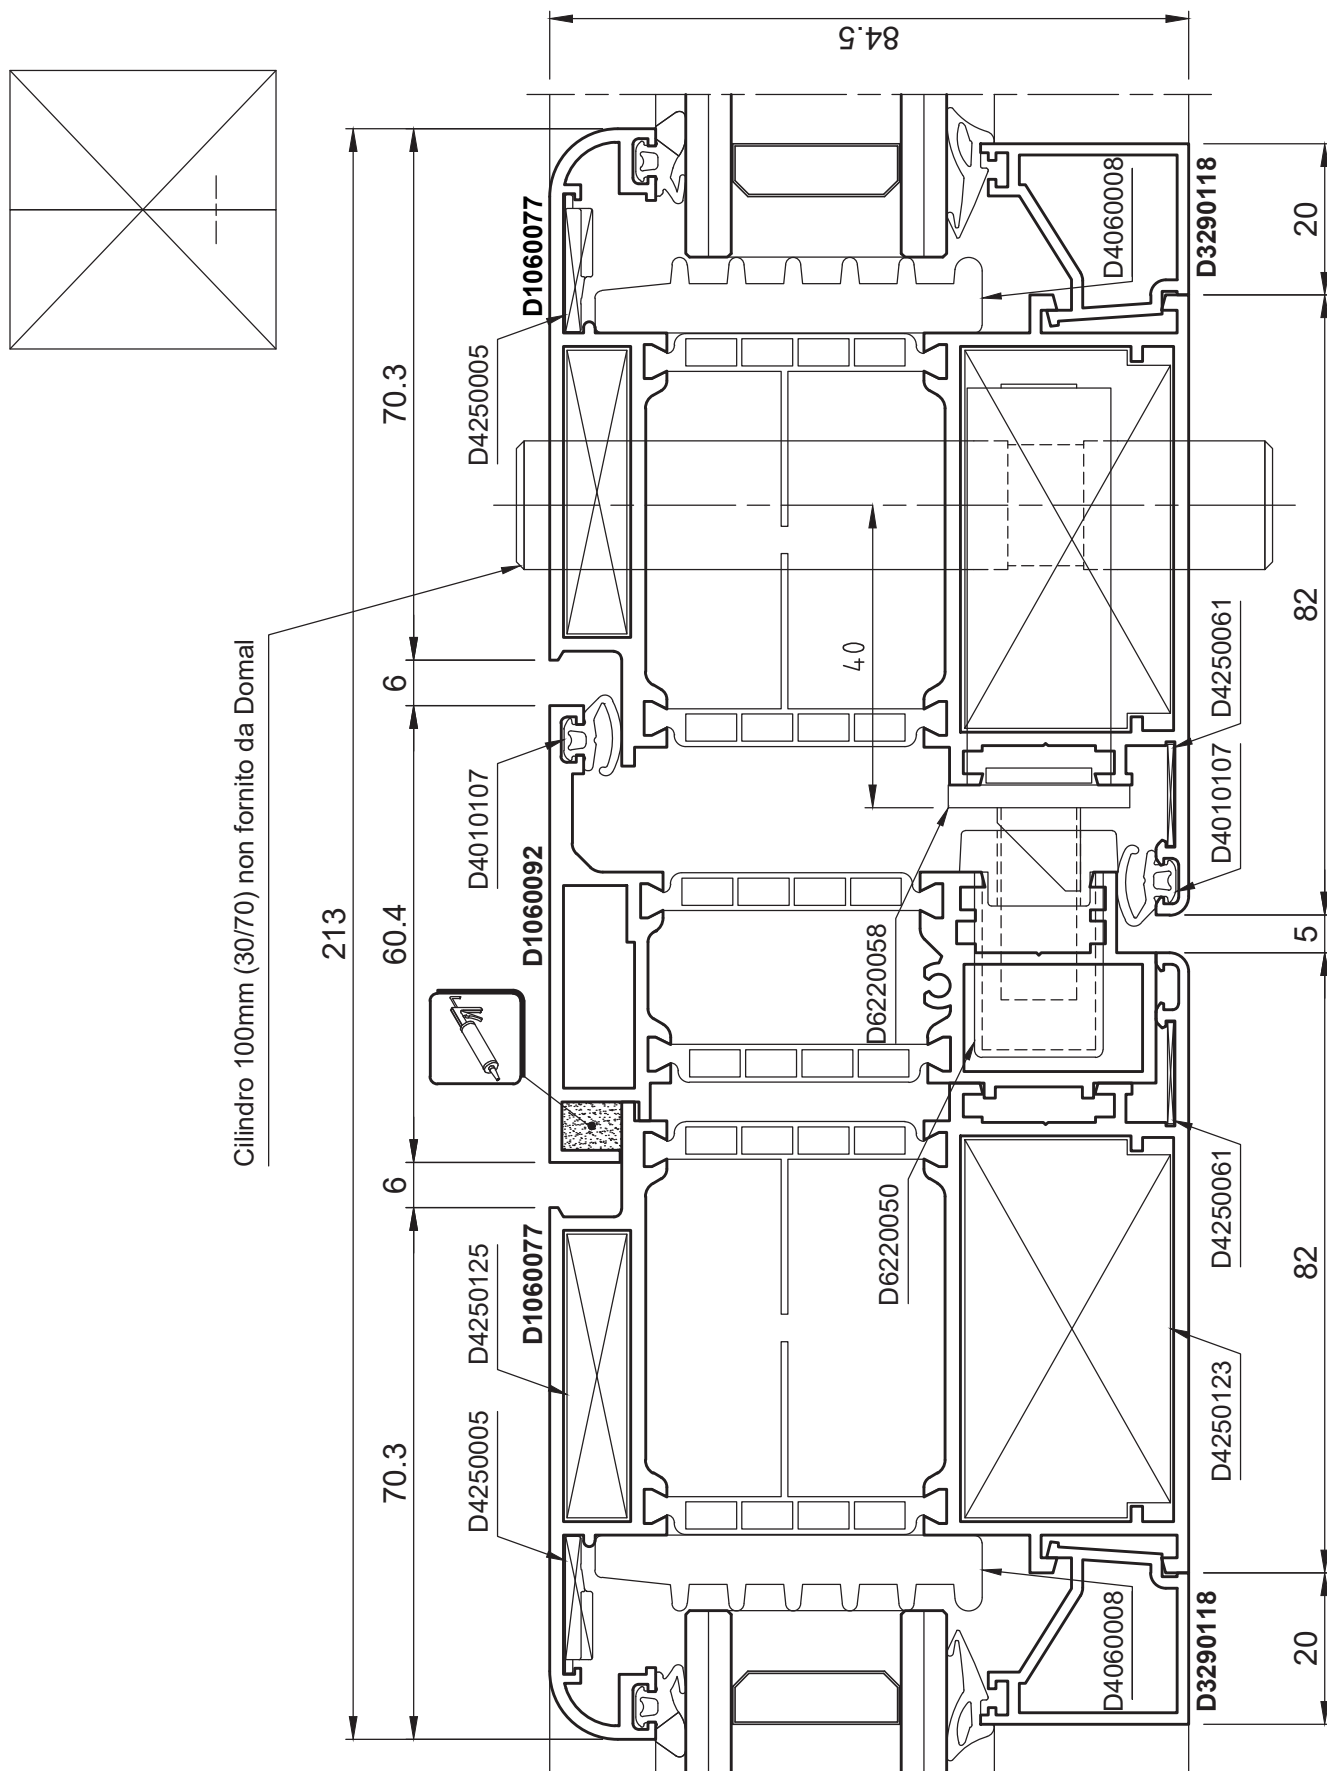 Cilindro 100mm (30/70) non fornito da Domal
213
70.3
6
60.4
6
70.3
D4250005
D4250125
D4010107
D4250005
D1060077
D1060092
D1060077
84.5
40
D6220058
D6220050
D4060008
D4060008
D3290118
D3290118
D4250123
D4250061
D4010107
D4250061
20
82
5
82
20